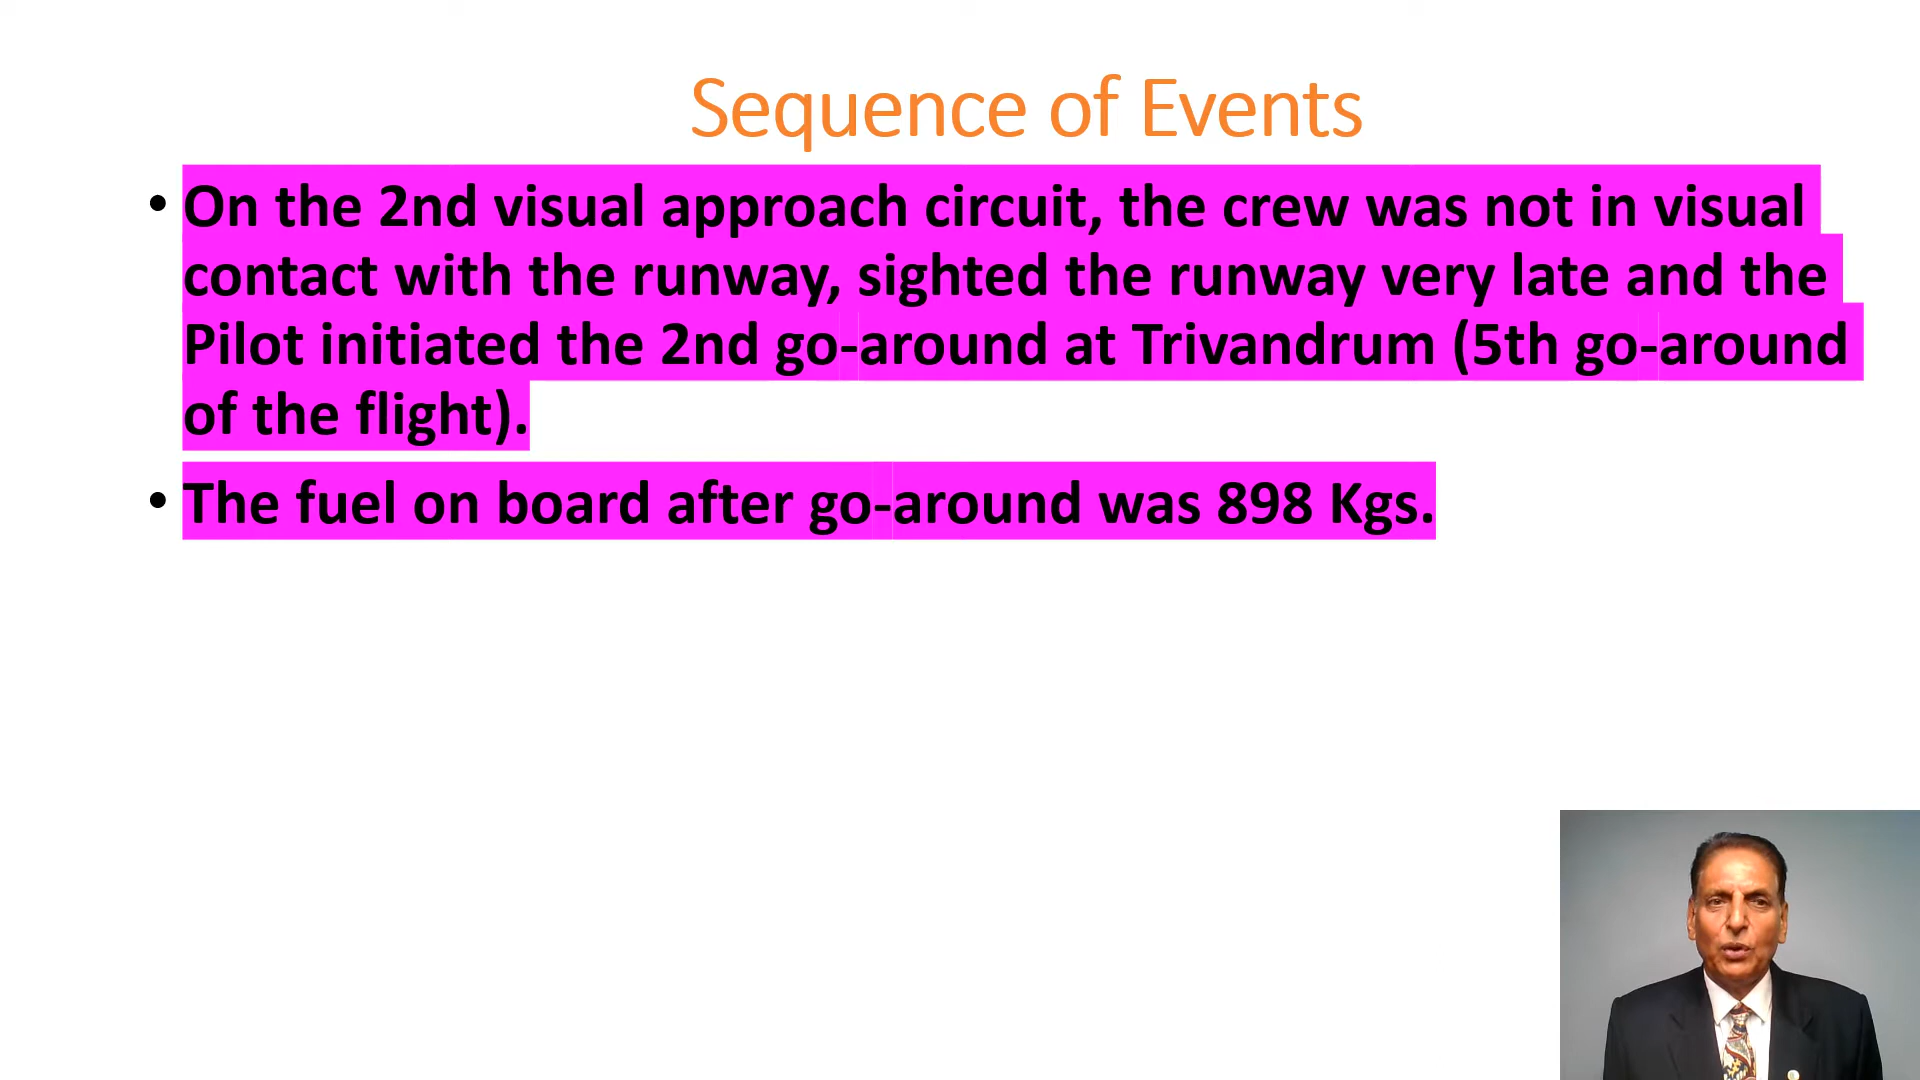 Sequence of Events
• On the 2nd visual approach circuit, the crew was not in visual
contact with the runway, sighted the runway very late and the
Pilot initiated the 2nd go-around at Trivandrum (5th go-around
of the flight).
• The fuel on board after go-around was 898 Kgs.